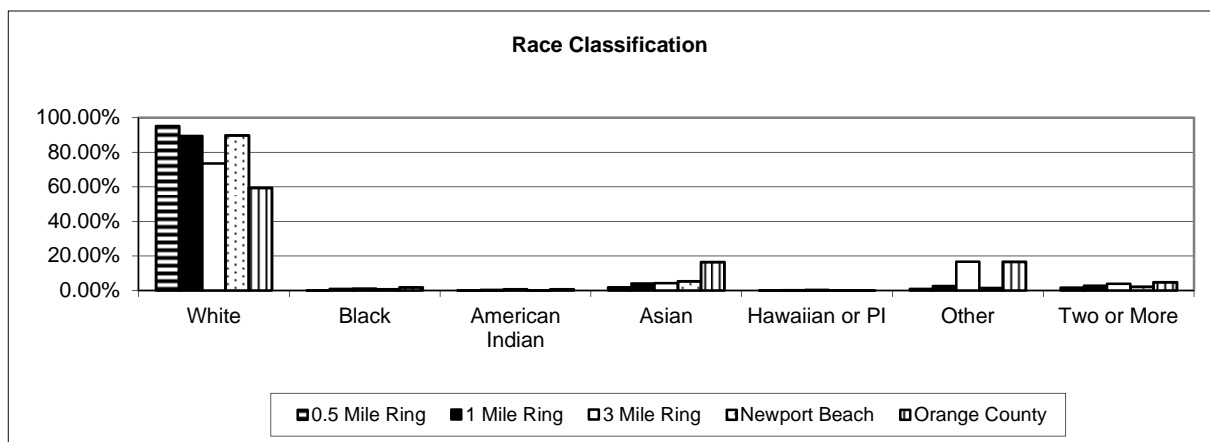 Race Classification
100.00%
80.00%
60.00%
40.00%
20.00%
0.00%
White Black American Indian Asian Hawaiian or PI Other Two or More
0.5 Mile Ring 1 Mile Ring 3 Mile Ring Newport Beach Orange County